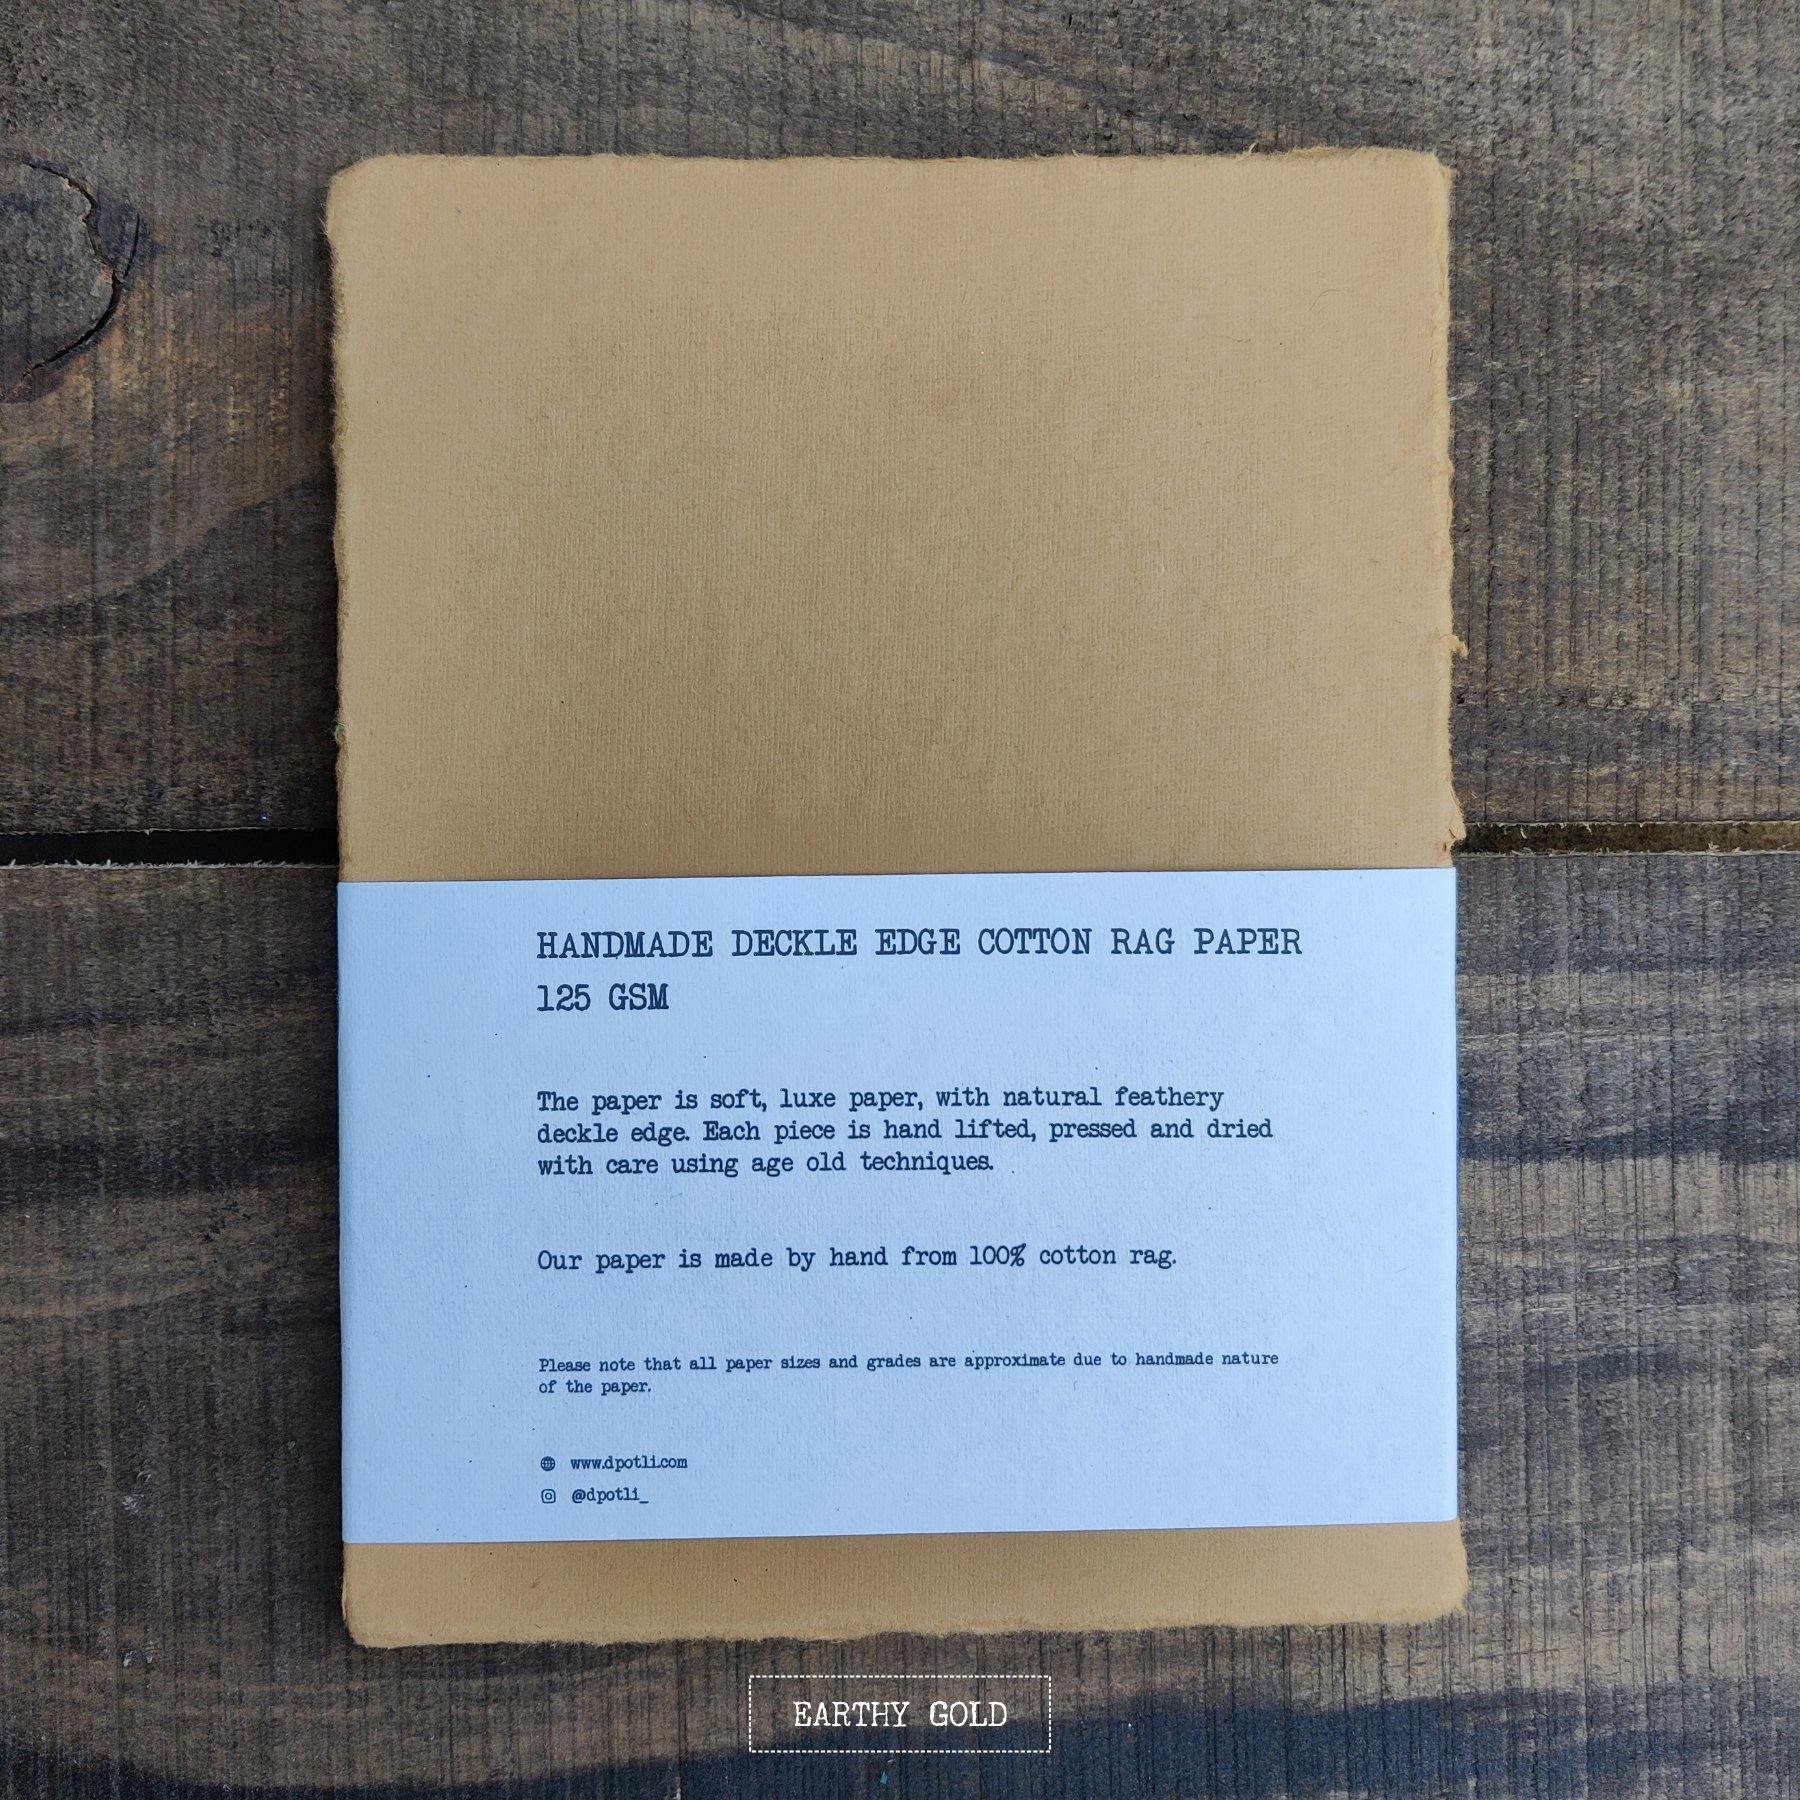 HANDMADE DECKLE EDGE COTTON RAG PAPER
125 GSM
The paper is soft, luxe paper, with natural feathery
deckle edge. Each piece is hand lifted, pressed and dried
with care using age old techniques.
Our paper is made by hand from 100% cotton rag.
Please note that all paper sizes and grades are approximate due to handmade nature
of the paper.
www.dpotli.com
@dpotli_
EARTHY GOLD